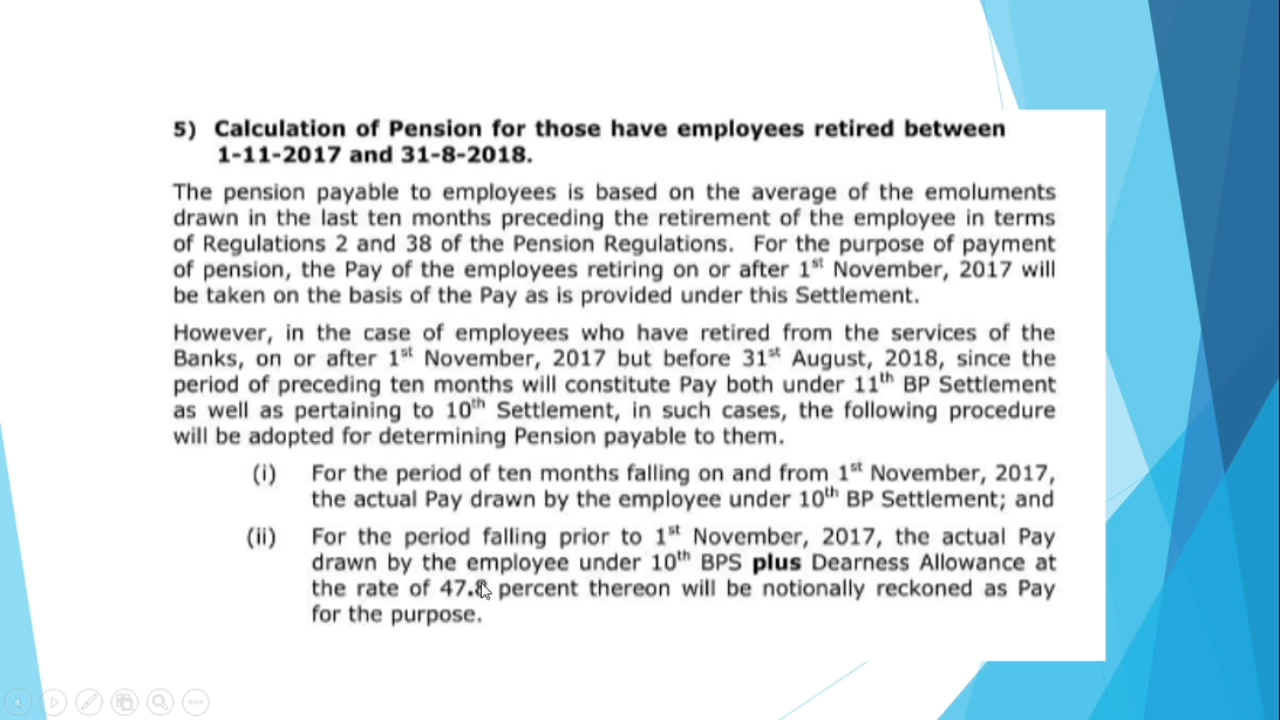 5) Calculation of Pension for those have employees retired between
1-11-2017 and 31-8-2018.
The pension payable to employees is based on the average of the emoluments
drawn in the last ten months preceding the retirement of the employee in terms
of Regulations 2 and 38 of the Pension Regulations. For the purpose of payment
of pension, the Pay of the employees retiring on or after 1st November, 2017 will
be taken on the basis of the Pay as is provided under this Settlement.
However, in the case of employees who have retired from the services of the
Banks, on or after 1st November, 2017 but before 31st August, 2018, since the
period of preceding ten months will constitute Pay both under 11th BP Settlement
as well as pertaining to 10th Settlement, in such cases, the following procedure
will be adopted for determining Pension payable to them.
(i) For the period of ten months falling on and from 1st November, 2017,
the actual Pay drawn by the employee under 10th BP Settlement; and
(ii) For the period falling prior to 1st November, 2017, the actual Pay
drawn by the employee under 10th BPS plus Dearness Allowance at
the rate of 47.8 percent thereon will be notionally reckoned as Pay
for the purpose.